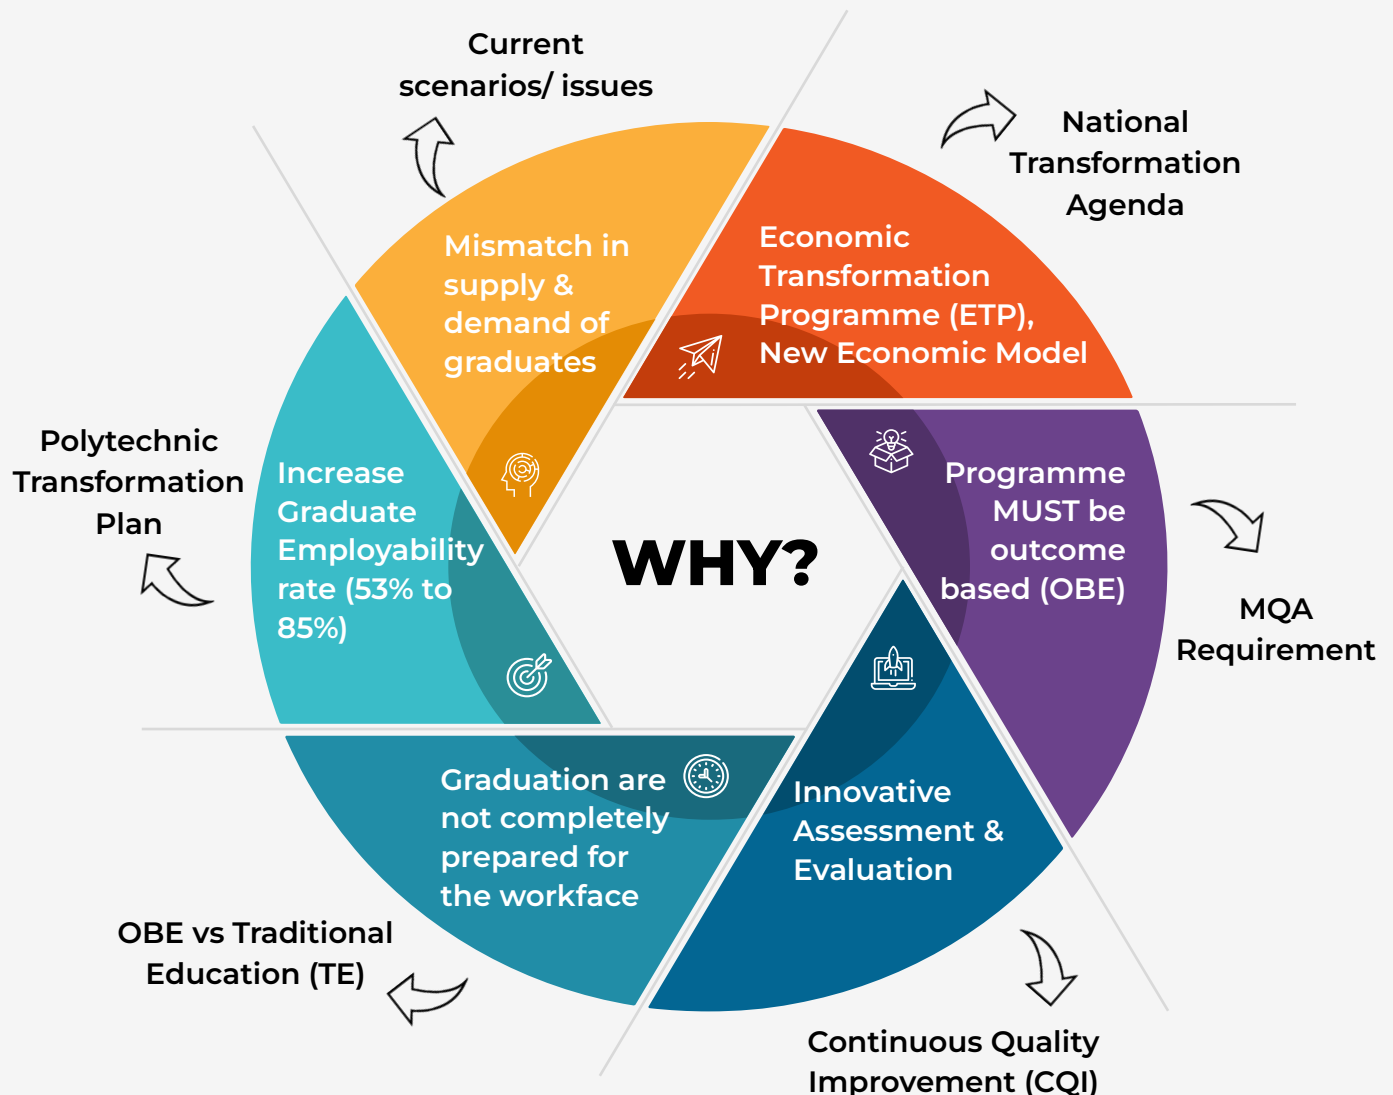 Current
scenarios/ issues
National
Transformation
Agenda
Mismatch in
supply &
demand of
graduates
Economic
Transformation
Programme (ETP),
New Economic Model
Polytechnic
Transformation
Plan
Increase
Graduate
Employability
rate (53% to
85%)
WHY?
Programme
MUST be
outcome
based (OBE)
MQA
Requirement
Graduation are
not completely
prepared for
the workface
Innovative
Assessment &
Evaluation
OBE vs Traditional
Education (TE)
Continuous Quality
Improvement (CQI)